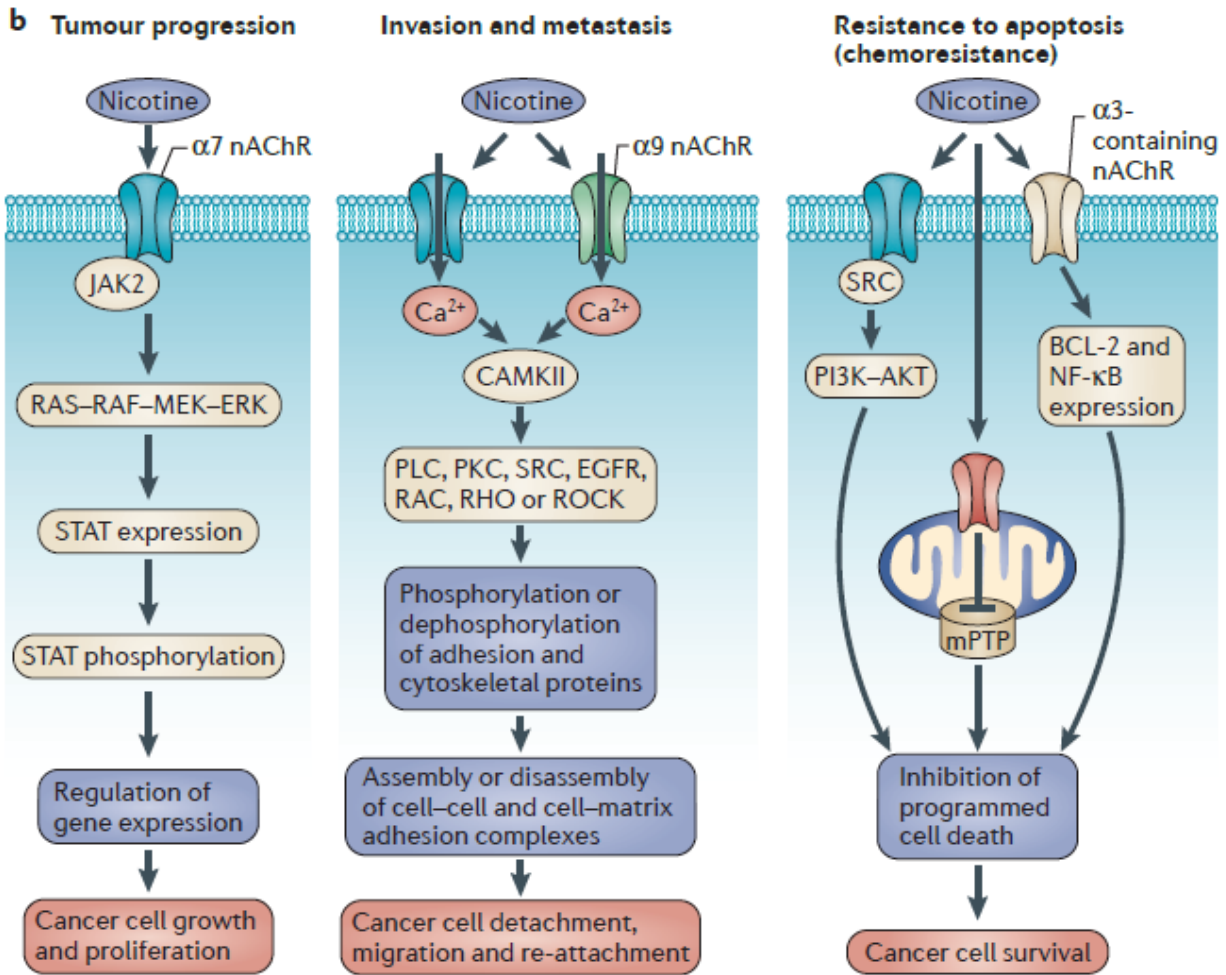 b Tumour progression
Nicotine
α7 nAChR
JAK2
RAS–RAF–MEK–ERK
STAT expression
STAT phosphorylation
Regulation of
gene expression
Cancer cell growth
and proliferation
Invasion and metastasis
Nicotine
α9 nAChR
Ca²⁺
Ca²⁺
CAMKII
PLC, PKC, SRC, EGFR,
RAC, RHO or ROCK
Phosphorylation or
dephosphorylation
of adhesion and
cytoskeletal proteins
Assembly or disassembly
of cell–cell and cell–matrix
adhesion complexes
Cancer cell detachment,
migration and re-attachment
Resistance to apoptosis
(chemoresistance)
Nicotine
α3-
containing
nAChR
SRC
PI3K–AKT
BCL-2 and
NF-κB
expression
mPTP
Inhibition of
programmed
cell death
Cancer cell survival